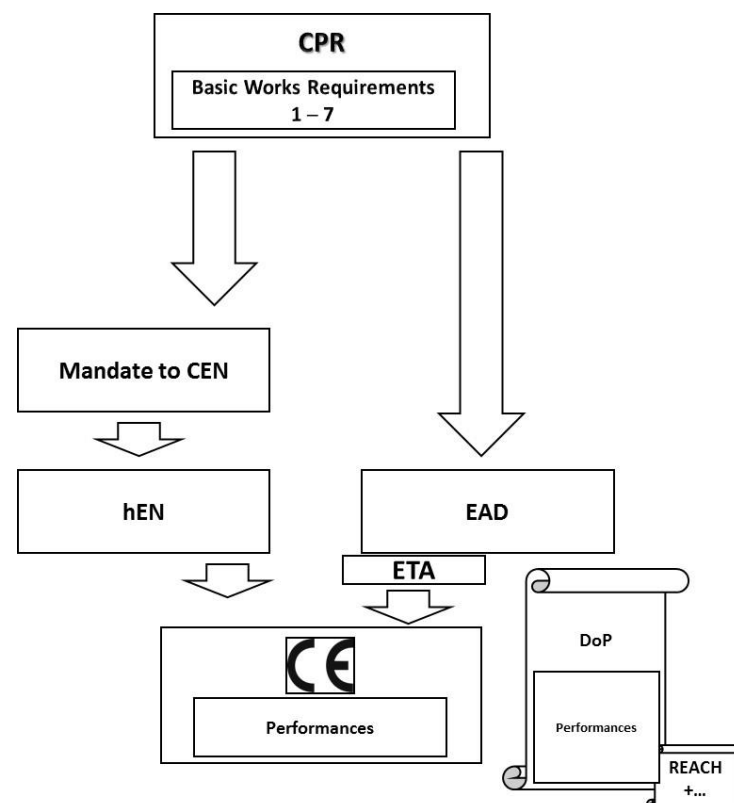 CPR
Basic Works Requirements
1 – 7
Mandate to CEN
hEN
EAD
ETA
CE
Performances
DoP
Performances
REACH
+...